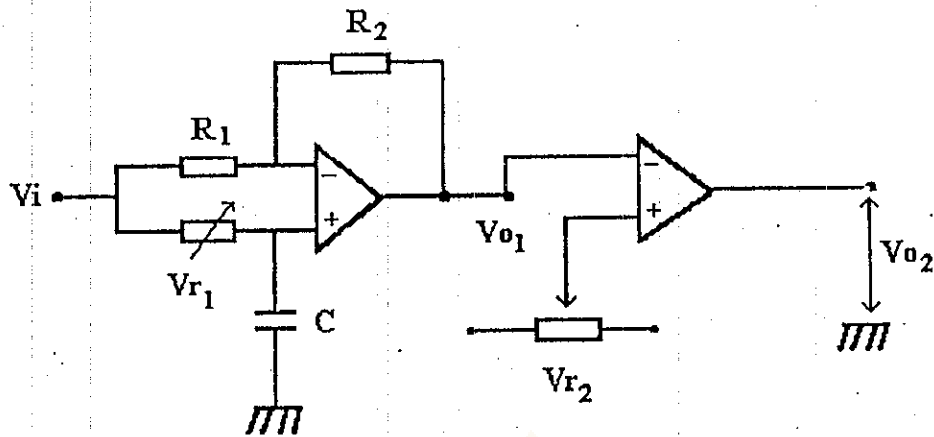 R₂
R₁
Vi
−
+
Vr₁
C
Vo₁
−
+
Vr₂
Vo₂